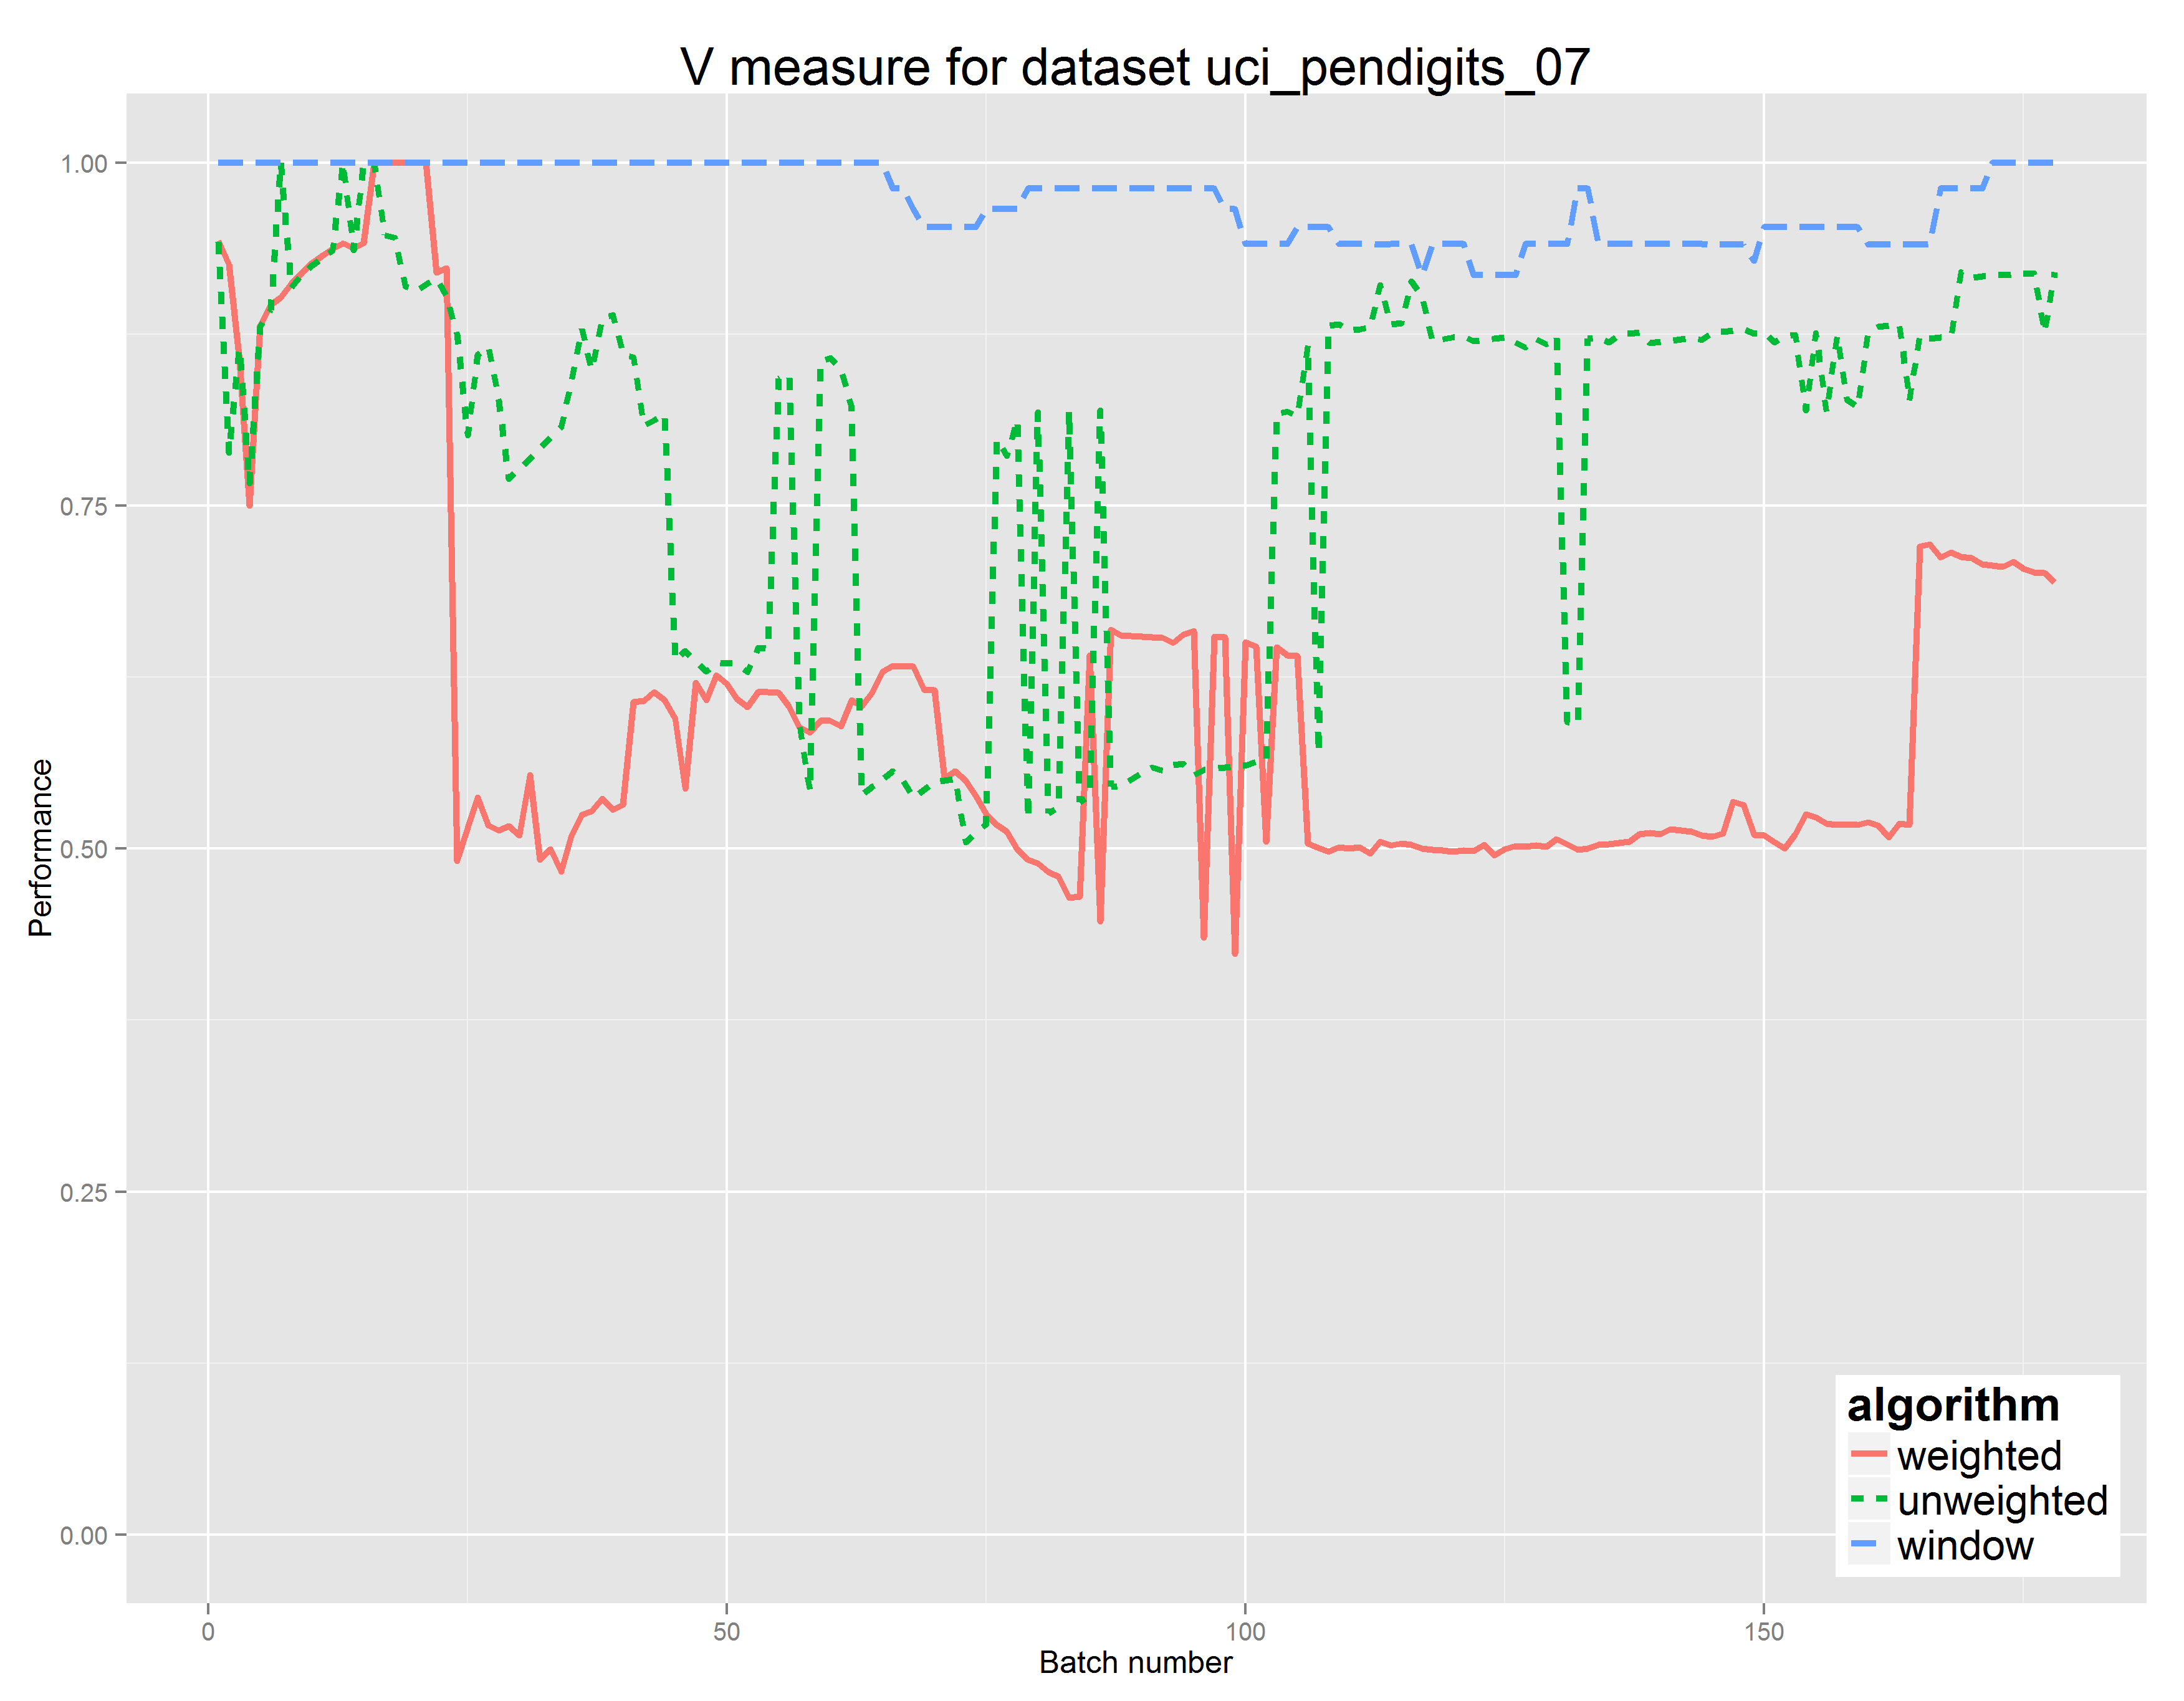 V measure for dataset uci_pendigits_07
Performance
1.00
0.75
0.50
0.25
0.00
0
50
100
150
Batch number
algorithm
weighted
unweighted
window